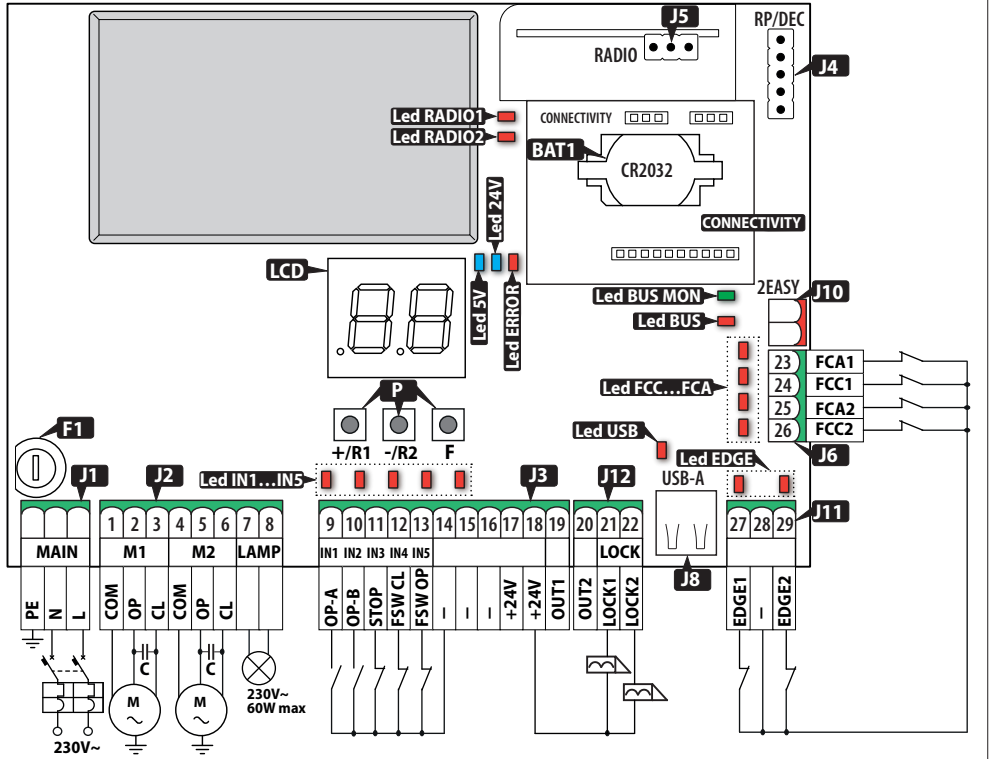 J5
RP/DEC
RADIO
J4
Led RADIO1
CONNECTIVITY
Led RADIO2
BAT1
CR2032
Led 24V
CONNECTIVITY
LCD
Led 5V
Led ERROR
2EASY
J10
Led BUS MON
Led BUS
23 FCA1
24 FCC1
25 FCA2
26 FCC2
Led FCC...FCA
P
F1
+/R1 -/R2 F
Led USB
J6
Led EDGE
J1 J2 Led IN1...IN5 J3 J12 USB-A
J11
1 2 3 4 5 6 7 8 9 10 11 12 13 14 15 16 17 18 19 20 21 22 27 28 29
MAIN M1 M2 LAMP IN1 IN2 IN3 IN4 IN5 LOCK
J8
PE N L COM OP CL COM OP CL OP-A OP-B STOP FSW CL FSW OP – – – +24V +24V OUT1 OUT2 LOCK1 LOCK2 EDGE1 – EDGE2
C C
M M
~ ~
230V~
60W max
230V~